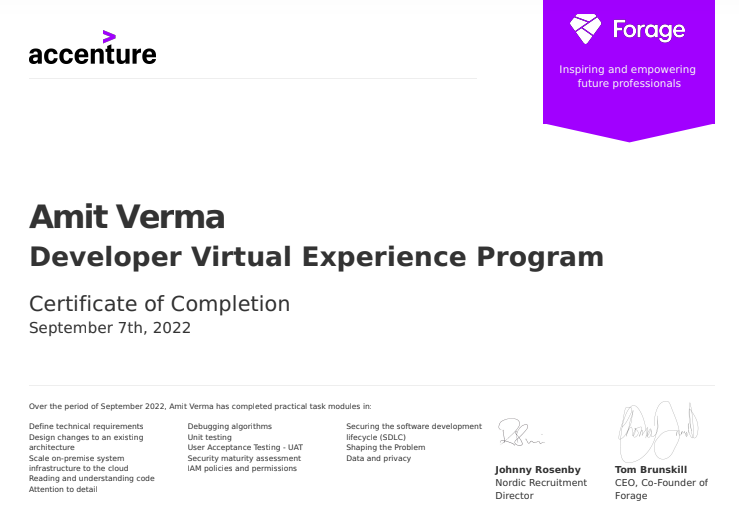 accenture
Forage
Inspiring and empowering
future professionals
Amit Verma
Developer Virtual Experience Program
Certificate of Completion
September 7th, 2022
Over the period of September 2022, Amit Verma has completed practical task modules in:
Define technical requirements
Design changes to an existing
architecture
Scale on-premise system
infrastructure to the cloud
Reading and understanding code
Attention to detail
Debugging algorithms
Unit testing
User Acceptance Testing - UAT
Security maturity assessment
IAM policies and permissions
Securing the software development
lifecycle (SDLC)
Shaping the Problem
Data and privacy
Johnny Rosenby
Nordic Recruitment
Director
Tom Brunskill
CEO, Co-Founder of
Forage